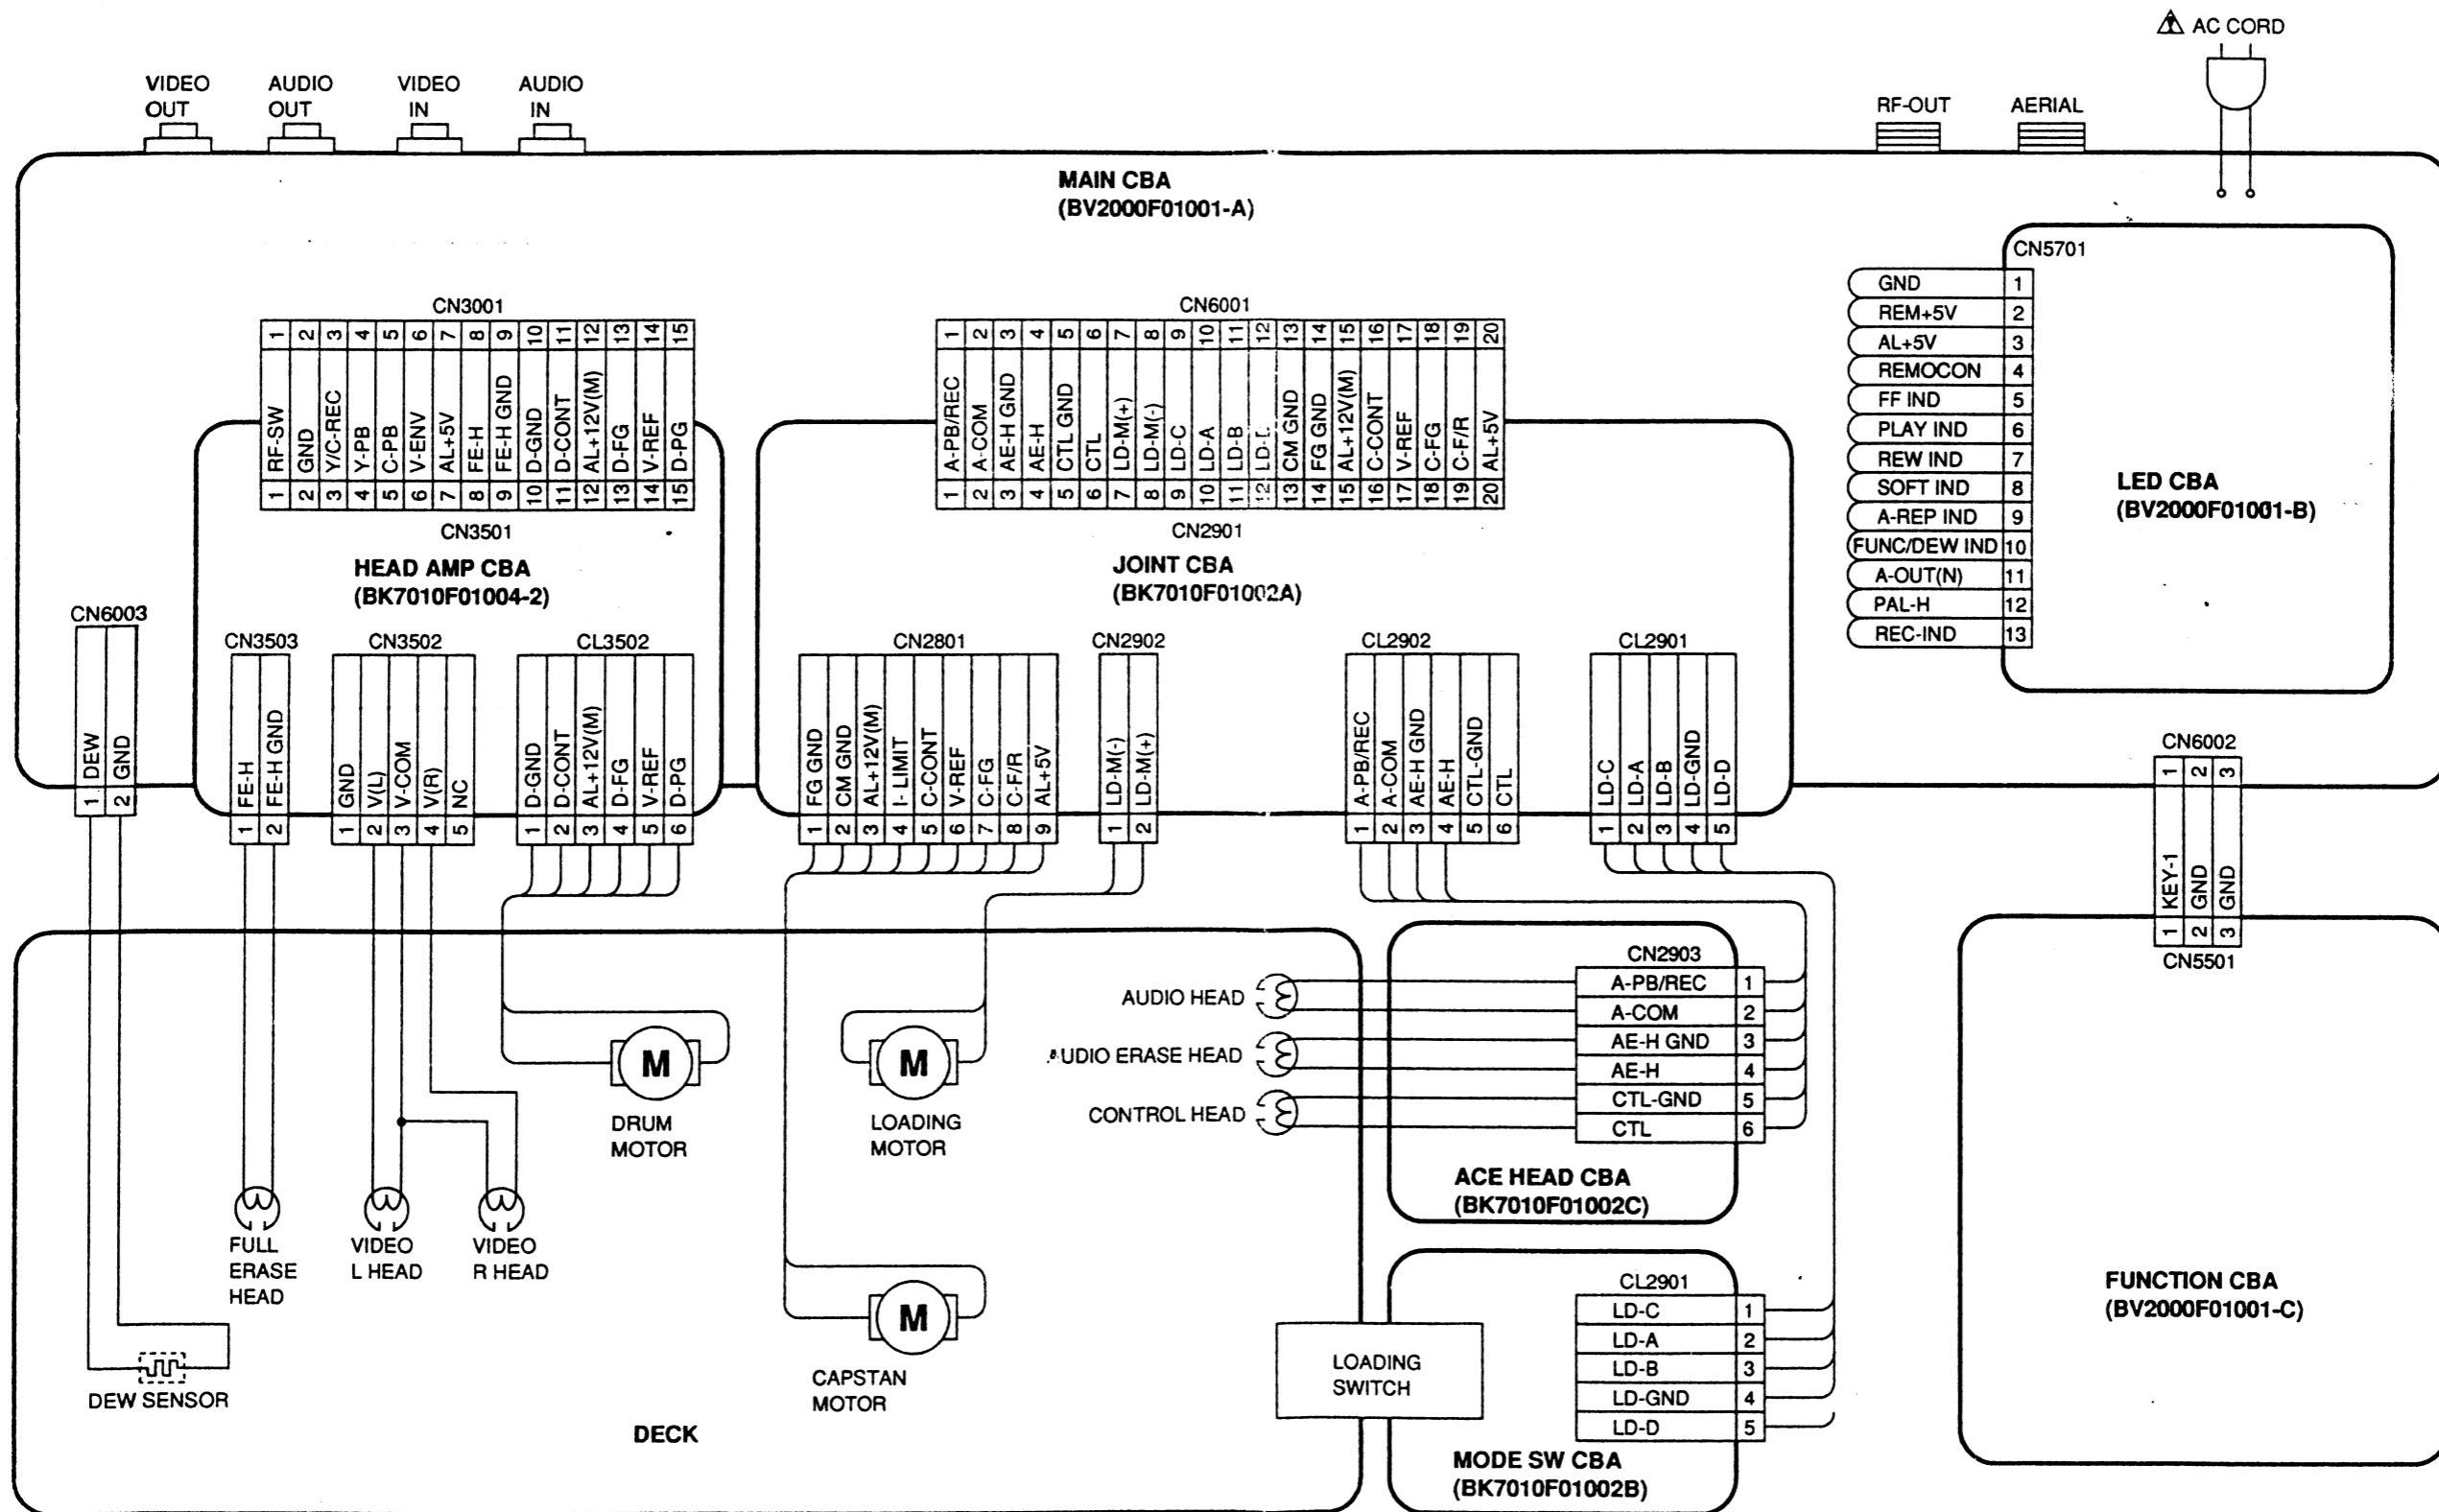 AC CORD
VIDEO
OUT
AUDIO
OUT
VIDEO
IN
AUDIO
IN
RF-OUT
AERIAL
MAIN CBA
(BV2000F01001-A)
CN3001
1 2 3 4 5 6 7 8 9 10 11 12 13 14 15
RF-SW
GND
Y/C-REC
Y-PB
C-PB
V-ENV
AL+5V
FE-H
FE-H GND
D-GND
D-CONT
AL+12V(M)
D-FG
V-REF
D-PG
1 2 3 4 5 6 7 8 9 10 11 12 13 14 15
CN3501
HEAD AMP CBA
(BK7010F01004-2)
CN6001
1 2 3 4 5 6 7 8 9 10 11 12 13 14 15 16 17 18 19 20
A-PB/REC
A-COM
AE-H GND
AE-H
CTL GND
CTL
LD-M(+)
LD-M(-)
LD-C
LD-A
LD-B
CM GND
FG GND
AL+12V(M)
C-CONT
V-REF
C-FG
C-F/R
AL+5V
1 2 3 4 5 6 7 8 9 10 11 12 13 14 15 16 17 18 19 20
CN2901
JOINT CBA
(BK7010F01002A)
CN5701
GND 1
REM+5V 2
AL+5V 3
REMOCON 4
FF IND 5
PLAY IND 6
REW IND 7
SOFT IND 8
A-REP IND 9
FUNC/DEW IND 10
A-OUT(N) 11
PAL-H 12
REC-IND 13
LED CBA
(BV2000F01001-B)
CN6003
DEW
GND
1 2
CN3503
FE-H
FE-H GND
1 2
CN3502
GND
V(L)
V-COM
V(R)
NC
1 2 3 4 5
CL3502
D-GND
D-CONT
AL+12V(M)
D-FG
V-REF
D-PG
1 2 3 4 5 6
CN2801
FG GND
CM GND
AL+12V(M)
I- LIMIT
C-CONT
V-REF
C-FG
C-F/R
AL+5V
1 2 3 4 5 6 7 8 9
CN2902
LD-M(-)
LD-M(+)
1 2
CL2902
A-PB/REC
A-COM
AE-H GND
AE-H
CTL-GND
CTL
1 2 3 4 5 6
CL2901
LD-C
LD-A
LD-B
LD-GND
LD-D
1 2 3 4 5
CN6002
1 2 3
KEY-1
GND
GND
1 2 3
CN5501
FUNCTION CBA
(BV2000F01001-C)
CN2903
A-PB/REC 1
A-COM 2
AE-H GND 3
AE-H 4
CTL-GND 5
CTL 6
AUDIO HEAD
UDIO ERASE HEAD
CONTROL HEAD
ACE HEAD CBA
(BK7010F01002C)
M
DRUM
MOTOR
M
LOADING
MOTOR
FULL
ERASE
HEAD
VIDEO
L HEAD
VIDEO
R HEAD
M
CAPSTAN
MOTOR
DEW SENSOR
DECK
LOADING
SWITCH
CL2901
LD-C 1
LD-A 2
LD-B 3
LD-GND 4
LD-D 5
MODE SW CBA
(BK7010F01002B)